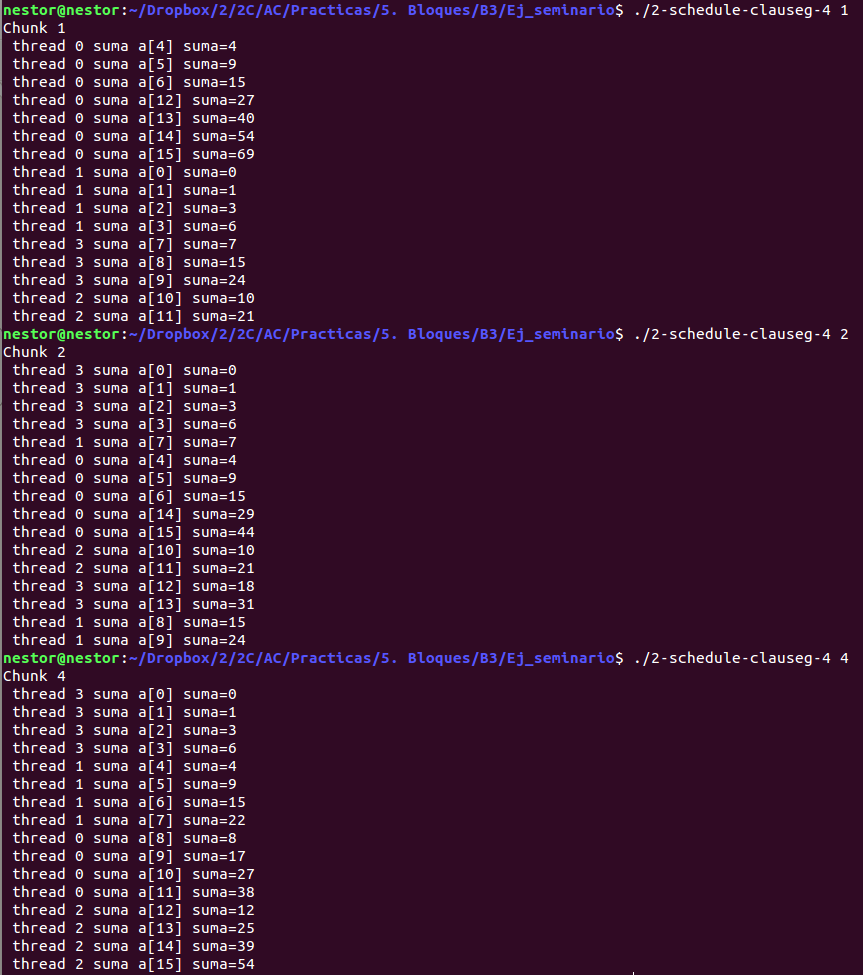 nestor@nestor:~/Dropbox/2/2C/AC/Practicas/5. Bloques/B3/Ej_seminario$ ./2-schedule-clauseg-4 1
Chunk 1
 thread 0 suma a[4] suma=4
 thread 0 suma a[5] suma=9
 thread 0 suma a[6] suma=15
 thread 0 suma a[12] suma=27
 thread 0 suma a[13] suma=40
 thread 0 suma a[14] suma=54
 thread 0 suma a[15] suma=69
 thread 1 suma a[0] suma=0
 thread 1 suma a[1] suma=1
 thread 1 suma a[2] suma=3
 thread 1 suma a[3] suma=6
 thread 3 suma a[7] suma=7
 thread 3 suma a[8] suma=15
 thread 3 suma a[9] suma=24
 thread 2 suma a[10] suma=10
 thread 2 suma a[11] suma=21
nestor@nestor:~/Dropbox/2/2C/AC/Practicas/5. Bloques/B3/Ej_seminario$ ./2-schedule-clauseg-4 2
Chunk 2
 thread 3 suma a[0] suma=0
 thread 3 suma a[1] suma=1
 thread 3 suma a[2] suma=3
 thread 3 suma a[3] suma=6
 thread 1 suma a[7] suma=7
 thread 0 suma a[4] suma=4
 thread 0 suma a[5] suma=9
 thread 0 suma a[6] suma=15
 thread 0 suma a[14] suma=29
 thread 0 suma a[15] suma=44
 thread 2 suma a[10] suma=10
 thread 2 suma a[11] suma=21
 thread 3 suma a[12] suma=18
 thread 3 suma a[13] suma=31
 thread 1 suma a[8] suma=15
 thread 1 suma a[9] suma=24
nestor@nestor:~/Dropbox/2/2C/AC/Practicas/5. Bloques/B3/Ej_seminario$ ./2-schedule-clauseg-4 4
Chunk 4
 thread 3 suma a[0] suma=0
 thread 3 suma a[1] suma=1
 thread 3 suma a[2] suma=3
 thread 3 suma a[3] suma=6
 thread 1 suma a[4] suma=4
 thread 1 suma a[5] suma=9
 thread 1 suma a[6] suma=15
 thread 1 suma a[7] suma=22
 thread 0 suma a[8] suma=8
 thread 0 suma a[9] suma=17
 thread 0 suma a[10] suma=27
 thread 0 suma a[11] suma=38
 thread 2 suma a[12] suma=12
 thread 2 suma a[13] suma=25
 thread 2 suma a[14] suma=39
 thread 2 suma a[15] suma=54